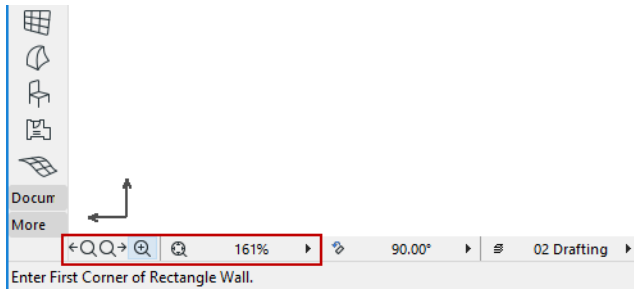 Docum
More
161% 90.00° 02 Drafting
Enter First Corner of Rectangle Wall.